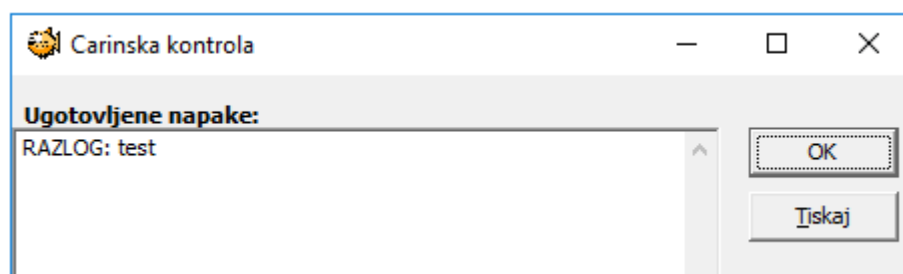 Carinska kontrola
Ugotovljene napake:
RAZLOG: test
OK
Tiskaj